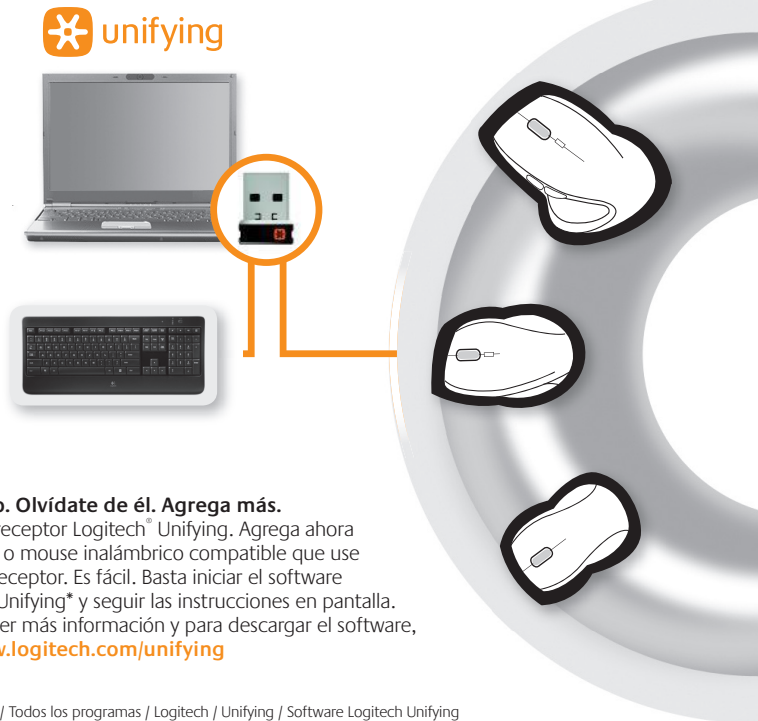 unifying
o. Olvídate de él. Agrega más.
receptor Logitech® Unifying. Agrega ahora
o mouse inalámbrico compatible que use
receptor. Es fácil. Basta iniciar el software
Unifying* y seguir las instrucciones en pantalla.
er más información y para descargar el software,
w.logitech.com/unifying
/ Todos los programas / Logitech / Unifying / Software Logitech Unifying